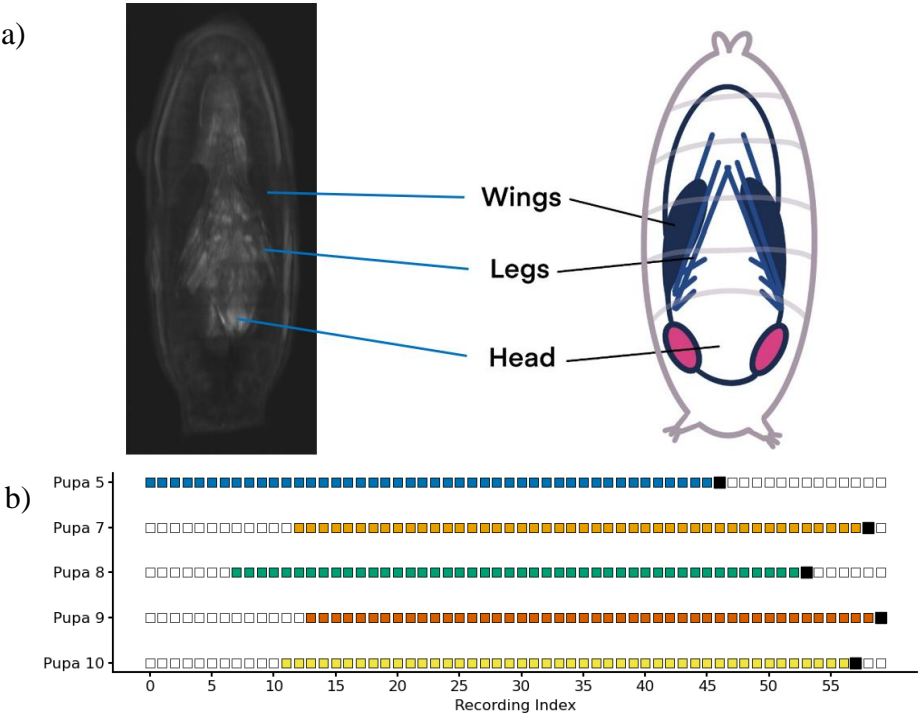 a)
Wings
Legs
Head
b)
Pupa 5
Pupa 7
Pupa 8
Pupa 9
Pupa 10
0 5 10 15 20 25 30 35 40 45 50 55
Recording Index